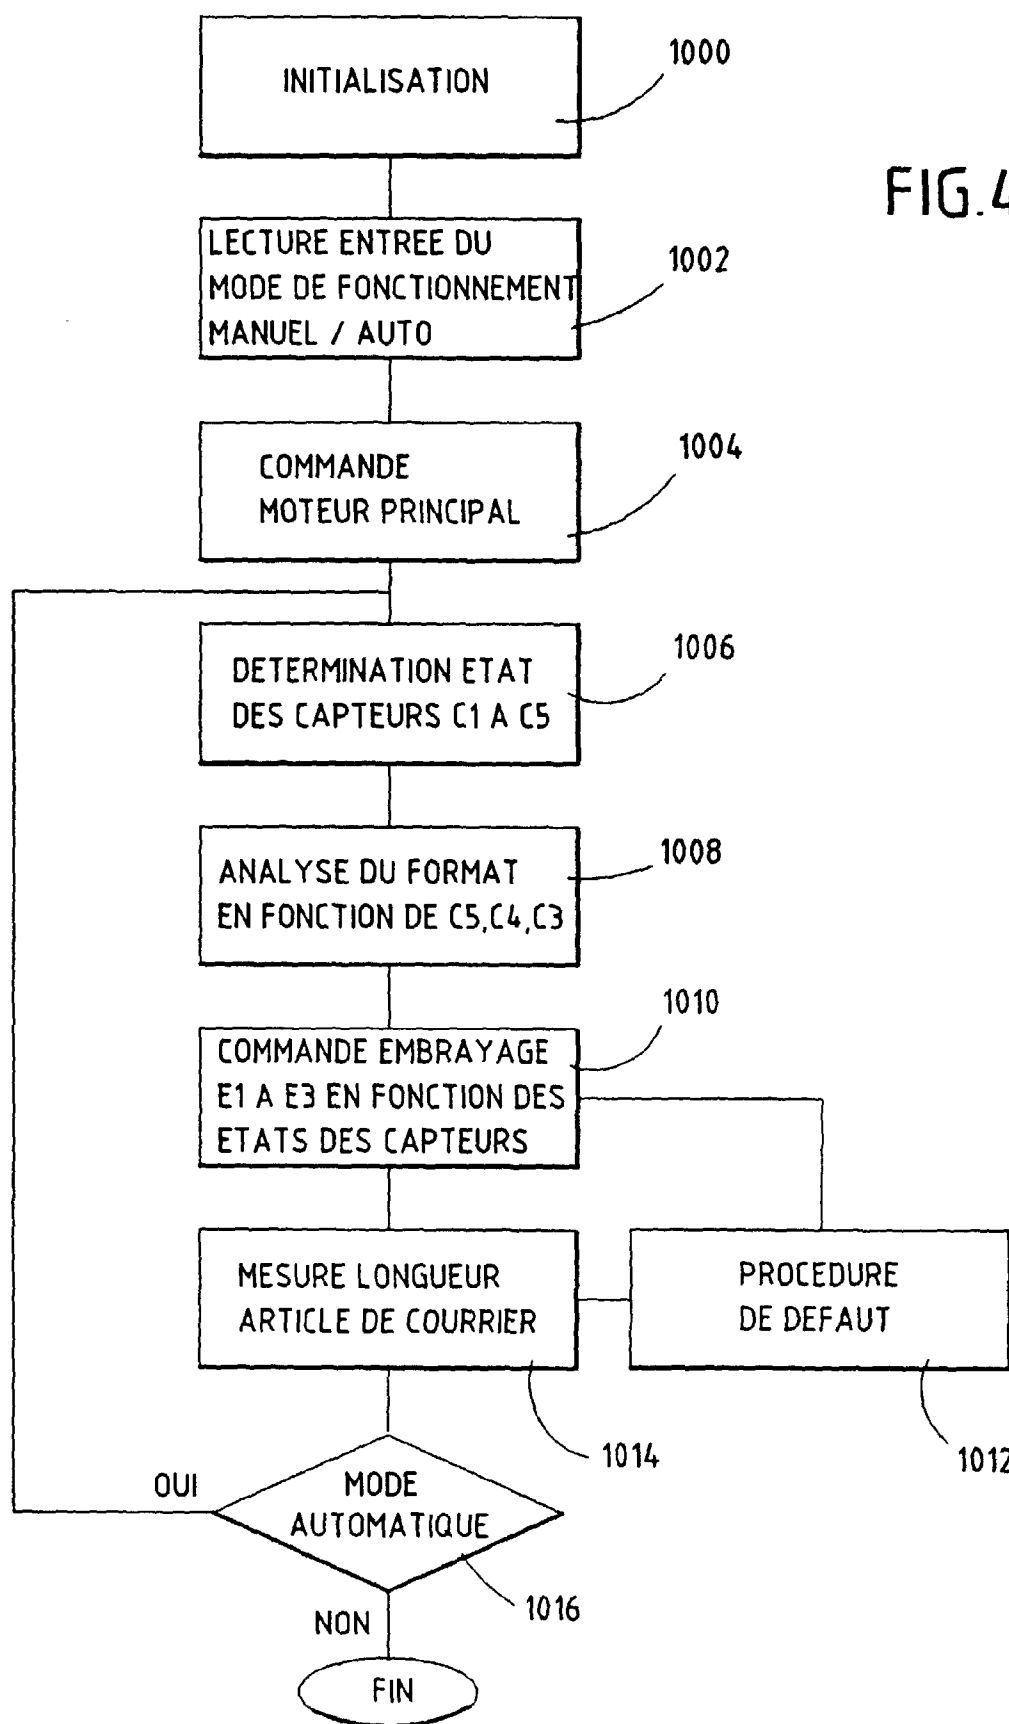 INITIALISATION
1000
FIG.4
LECTURE ENTREE DU
MODE DE FONCTIONNEMENT
MANUEL / AUTO
1002
COMMANDE
MOTEUR PRINCIPAL
1004
DETERMINATION ETAT
DES CAPTEURS C1 A C5
1006
ANALYSE DU FORMAT
EN FONCTION DE C5,C4,C3
1008
COMMANDE EMBRAYAGE
E1 A E3 EN FONCTION DES
ETATS DES CAPTEURS
1010
MESURE LONGUEUR
ARTICLE DE COURRIER
1014
PROCEDURE
DE DEFAUT
1012
OUI
MODE
AUTOMATIQUE
1016
NON
FIN